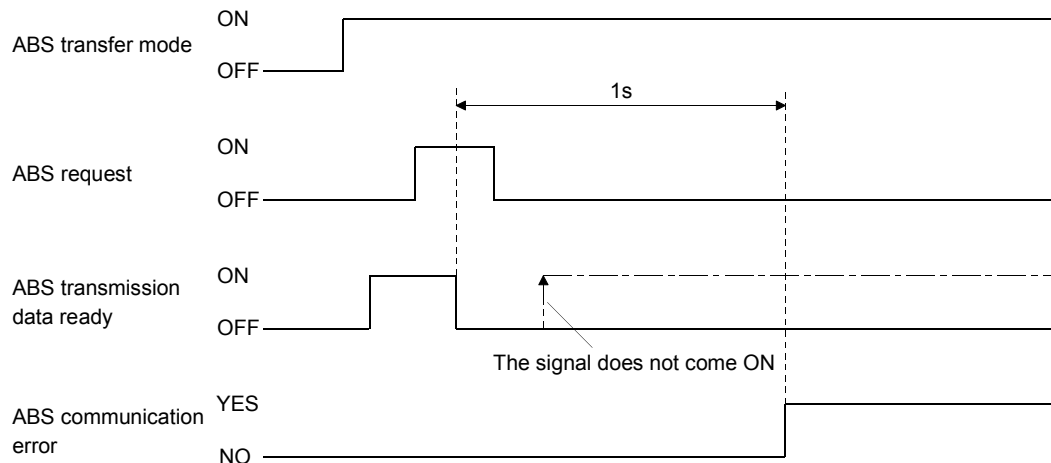 ON
ABS transfer mode
OFF
1s
ON
ABS request
OFF
ON
ABS transmission
data ready
OFF
The signal does not come ON
YES
ABS communication
error
NO